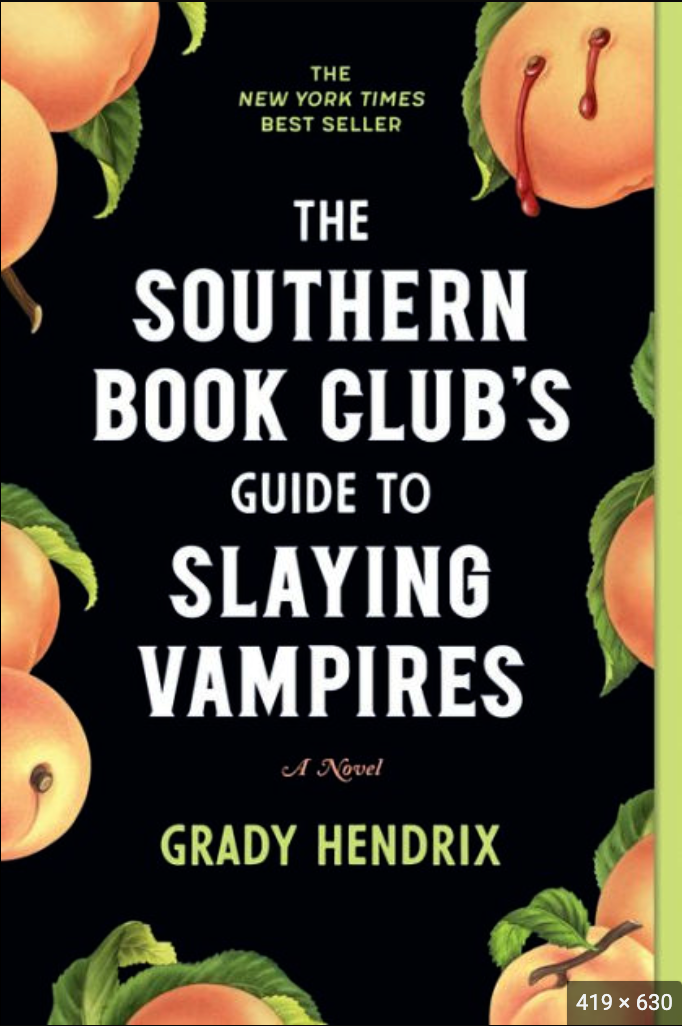 THE
NEW YORK TIMES
BEST SELLER
THE
SOUTHERN
BOOK CLUB'S
GUIDE TO
SLAYING
VAMPIRES
A Novel
GRADY HENDRIX
419 × 630